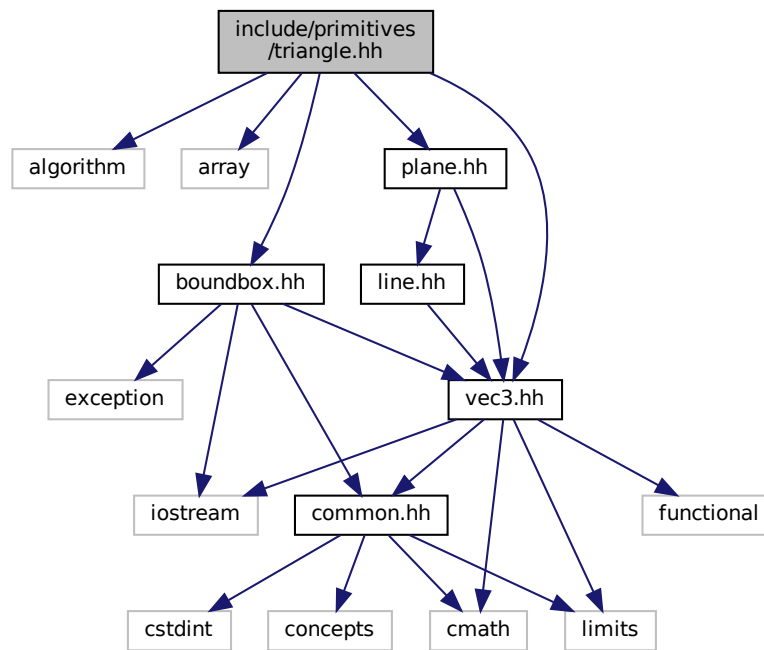 include/primitives
/triangle.hh
algorithm
array
plane.hh
boundbox.hh
line.hh
exception
vec3.hh
iostream
common.hh
functional
cstdint
concepts
cmath
limits